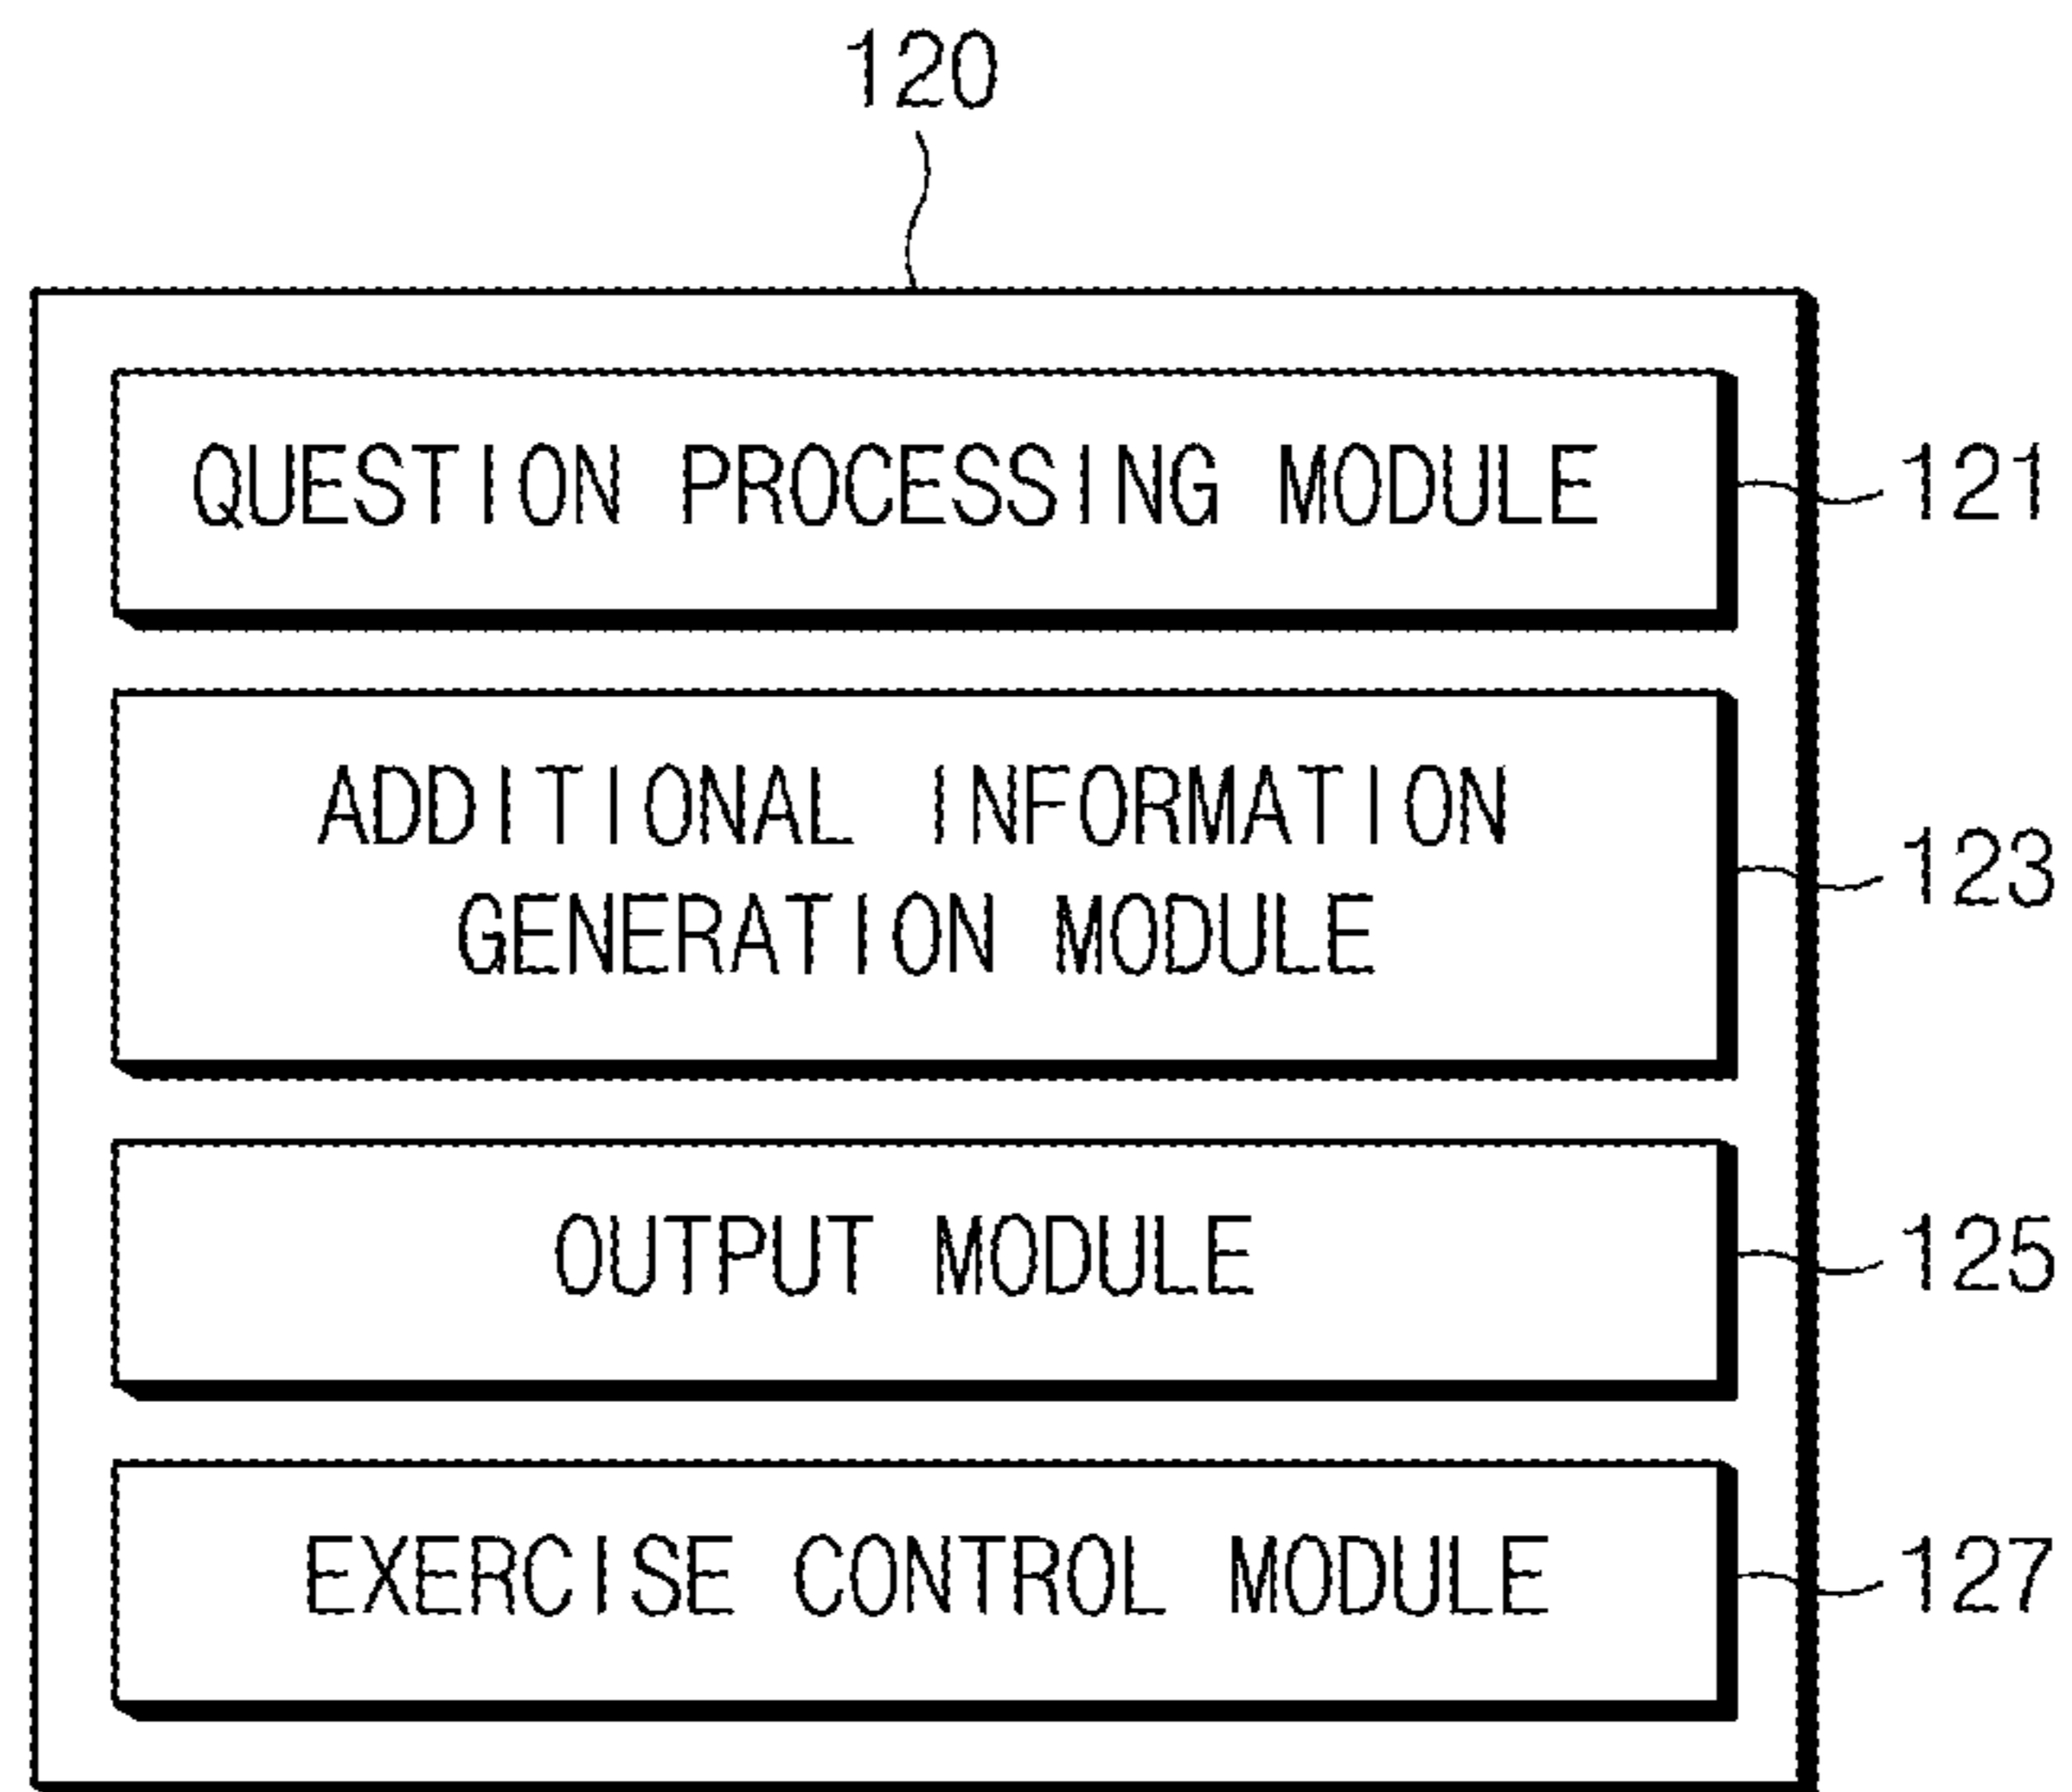 120
QUESTION PROCESSING MODULE
121
ADDITIONAL INFORMATION
GENERATION MODULE
123
OUTPUT MODULE
125
EXERCISE CONTROL MODULE
127